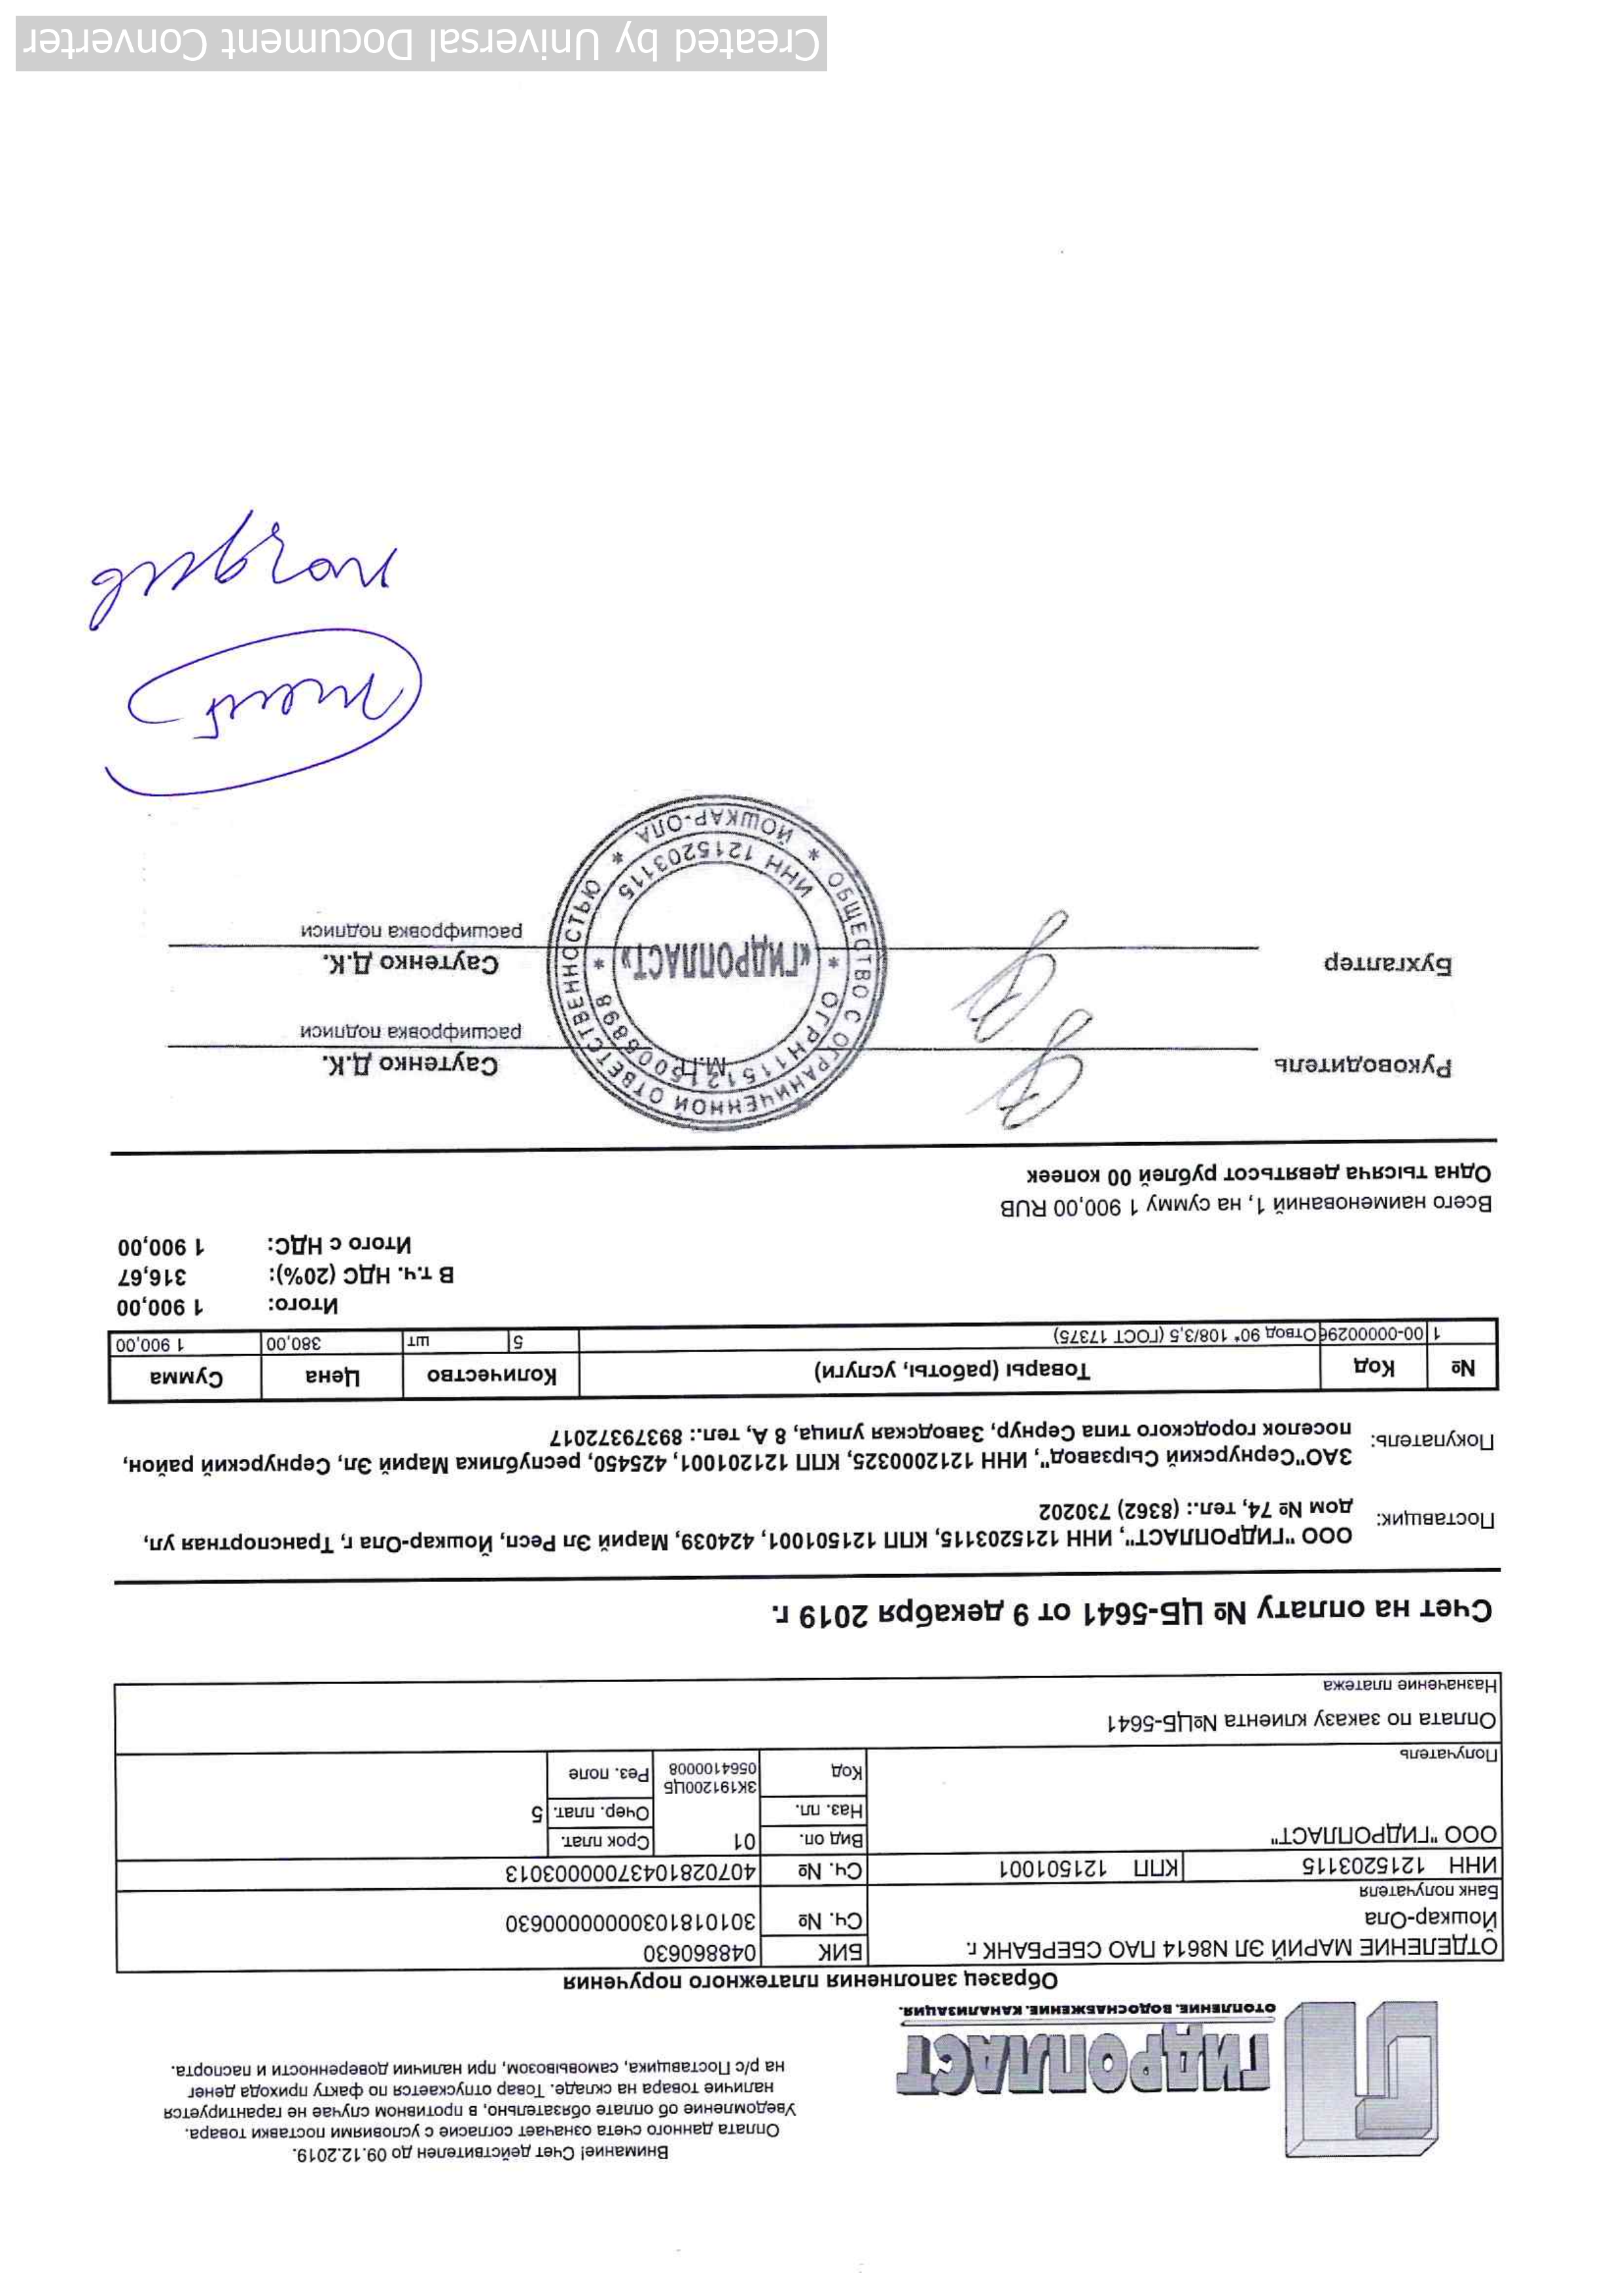 Внимание! Счет действителен до 09.12.2019.
Оплата данного счета означает согласие с условиями поставки товара.
Уведомление об оплате обязательно, в противном случае не гарантируется
наличие товара на складе. Товар отпускается по факту прихода денег
на р/с Поставщика, самовывозом, при наличии доверенности и паспорта.
ГИДРОПЛАСТ
ОТОПЛЕНИЕ. ВОДОСНАБЖЕНИЕ. КАНАЛИЗАЦИЯ.
Образец заполнения платежного поручения
ОТДЕЛЕНИЕ МАРИЙ ЭЛ N8614 ПАО СБЕРБАНК г. БИК 048860630
Йошкар-Ола Сч. № 30101810300000000630
Банк получателя
ИНН 1215203115 КПП 121501001 Сч. № 40702810437000003013
ООО "ГИДРОПЛАСТ" Вид оп. 01 Срок плат.
Наз. пл. Очер. плат. 5
Получатель Код ЗК191200ЦБ Рез. поле
0564100008
Оплата по заказу клиента №ЦБ-5641
Назначение платежа
Счет на оплату № ЦБ-5641 от 9 декабря 2019 г.
Поставщик: ООО "ГИДРОПЛАСТ", ИНН 1215203115, КПП 121501001, 424039, Марий Эл Респ, Йошкар-Ола г, Транспортная ул,
дом № 74, тел.: (8362) 730202
Покупатель: ЗАО"Сернурский Сырзавод", ИНН 1212000325, КПП 121201001, 425450, республика Марий Эл, Сернурский район,
поселок городского типа Сернур, Заводская улица, 8 А, тел.: 89379372017
№ Код Товары (работы, услуги) Количество Цена Сумма
1 00-00000296 Отвод 90* 108/3,5 (ГОСТ 17375) 5 шт 380,00 1 900,00
Итого: 1 900,00
В т.ч. НДС (20%): 316,67
Итого с НДС: 1 900,00
Всего наименований 1, на сумму 1 900,00 RUB
Одна тысяча девятьсот рублей 00 копеек
Руководитель Саутенко Д.К.
расшифровка подписи
М.П.
Бухгалтер Саутенко Д.К.
расшифровка подписи
ОБЩЕСТВО С ОГРАНИЧЕННОЙ ОТВЕТСТВЕННОСТЬЮ
ОГРН 1151215005898
«ГИДРОПЛАСТ»
ИНН 1215203115
* ЙОШКАР-ОЛА *
Created by Universal Document Converter